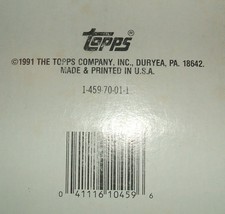 topps®
©1991 THE TOPPS COMPANY, INC., DURYEA, PA. 18642.
MADE & PRINTED IN U.S.A.
1-459-70-01-1
0 41116 10459 6